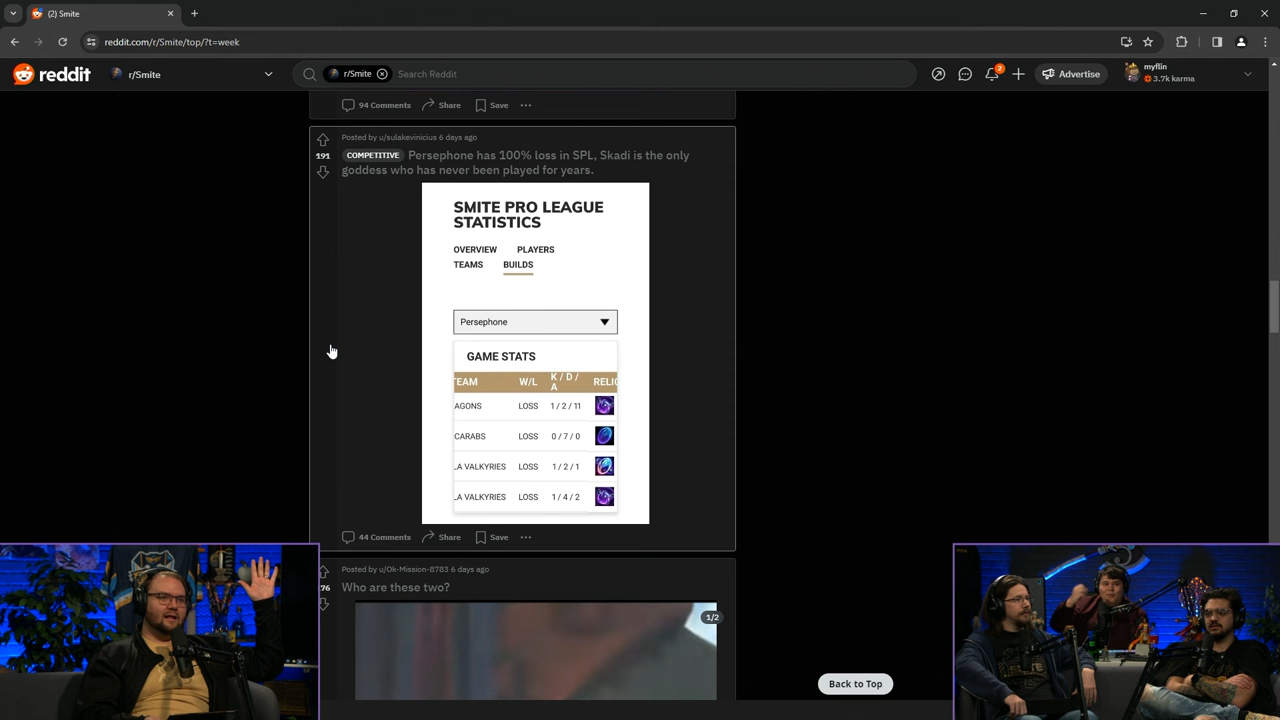 (2) Smite
reddit.com/r/Smite/top/?t=week
reddit
r/Smite
r/Smite
Search Reddit
2
Advertise
myflin
3.7k karma
94 Comments
Share
Save
Posted by u/sulakevinicius 6 days ago
191
COMPETITIVE
Persephone has 100% loss in SPL, Skadi is the only
goddess who has never been played for years.
SMITE PRO LEAGUE
STATISTICS
OVERVIEW
PLAYERS
TEAMS
BUILDS
Persephone
GAME STATS
TEAM W/L K / D / A RELIC
AGONS LOSS 1 / 2 / 11
CARABS LOSS 0 / 7 / 0
LA VALKYRIES LOSS 1 / 2 / 1
LA VALKYRIES LOSS 1 / 4 / 2
44 Comments
Share
Save
Posted by u/Ok-Mission-8783 6 days ago
76
Who are these two?
1/2
Back to Top